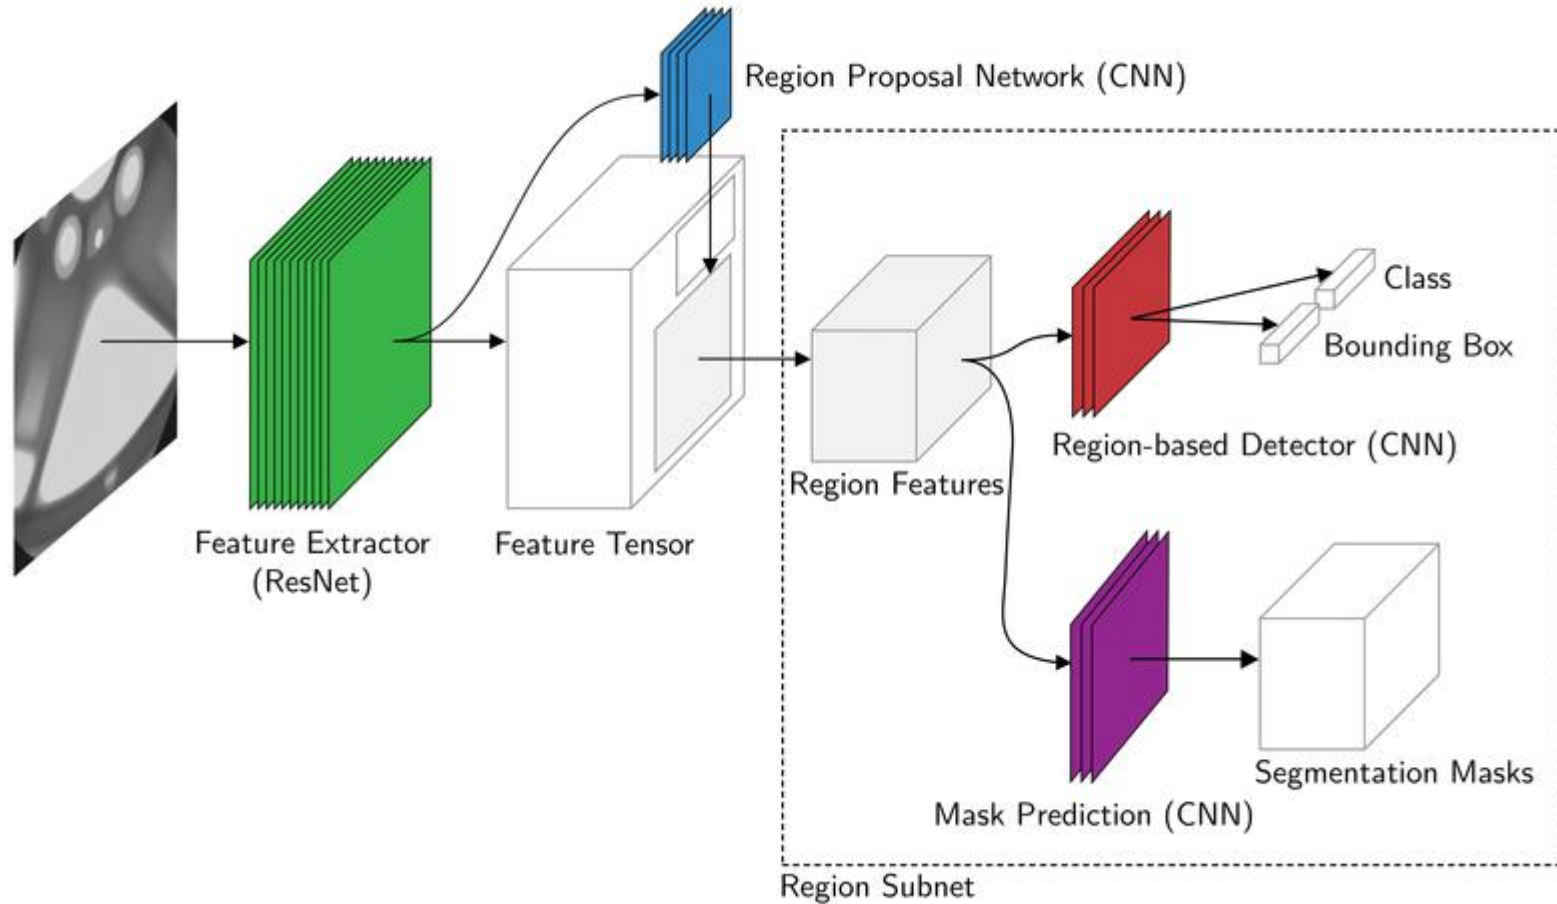 Region Proposal Network (CNN)
Class
Bounding Box
Region-based Detector (CNN)
Region Features
Feature Extractor
(ResNet)
Feature Tensor
Segmentation Masks
Mask Prediction (CNN)
Region Subnet